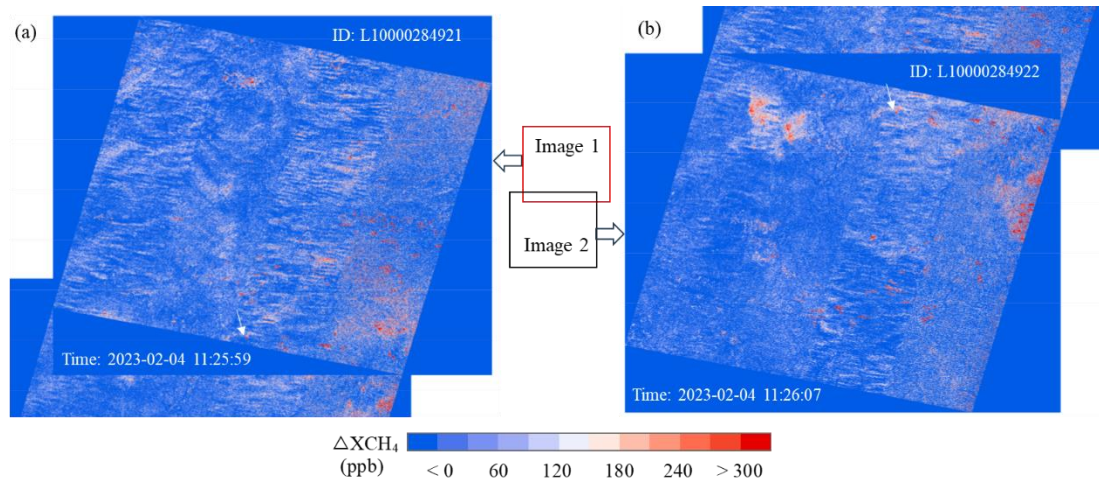 (a)
ID: L10000284921
Time: 2023-02-04 11:25:59
Image 1
Image 2
(b)
ID: L10000284922
Time: 2023-02-04 11:26:07
△XCH₄
(ppb)
< 0 60 120 180 240 > 300